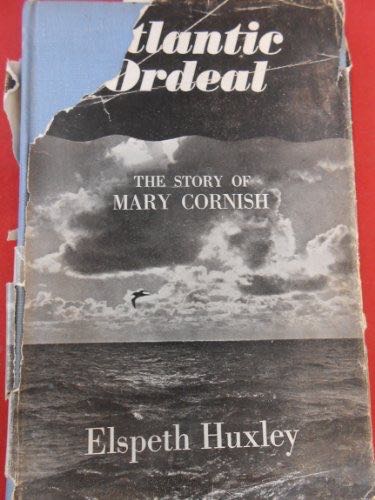 tlantic
Ordeal
THE STORY OF
MARY CORNISH
Elspeth Huxley